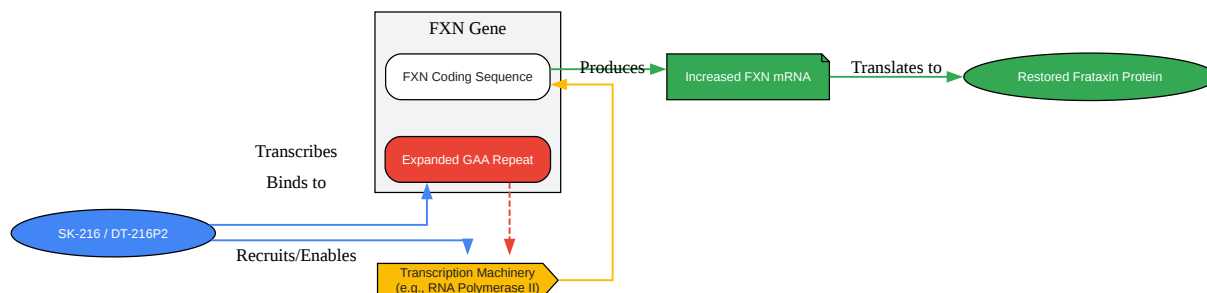 FXN Gene
FXN Coding Sequence
Produces
Increased FXN mRNA
Translates to
Restored Frataxin Protein
Expanded GAA Repeat
Transcribes
Binds to
SK-216 / DT-216P2
Recruits/Enables
Transcription Machinery
(e.g., RNA Polymerase II)